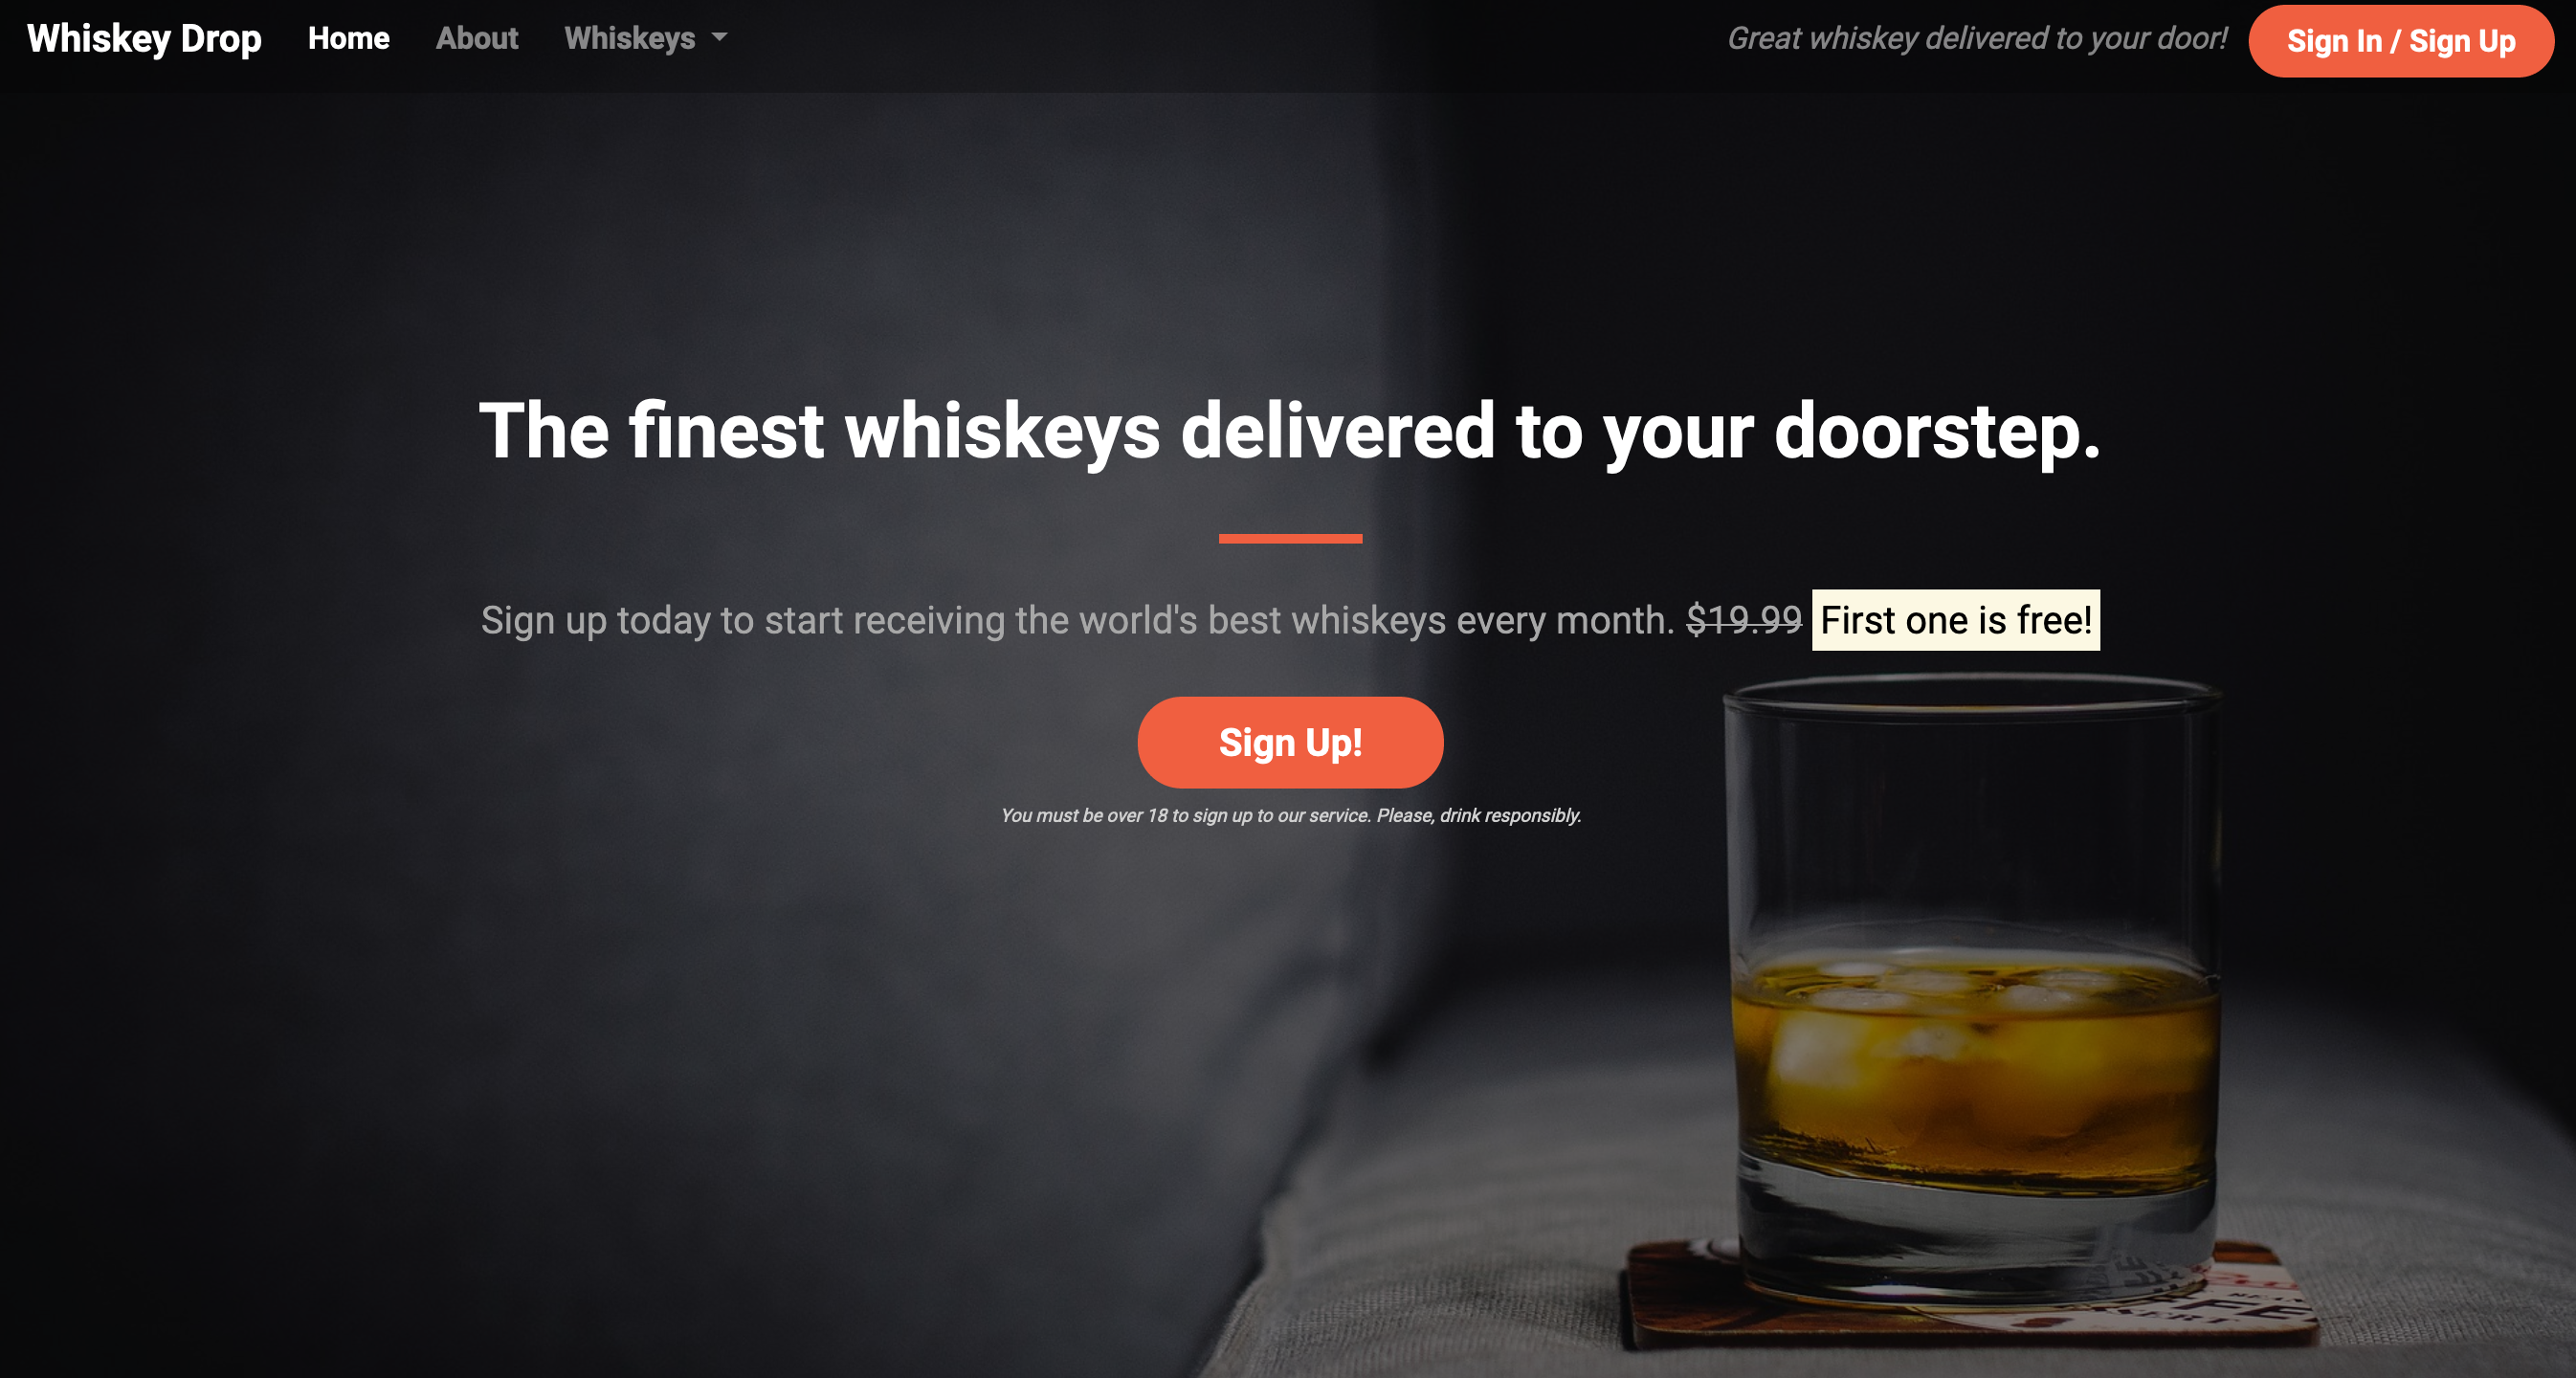 Whiskey Drop Home About Whiskeys Great whiskey delivered to your door! Sign In / Sign Up
The finest whiskeys delivered to your doorstep.
Sign up today to start receiving the world's best whiskeys every month. $19.99 First one is free!
Sign Up!
You must be over 18 to sign up to our service. Please, drink responsibly.